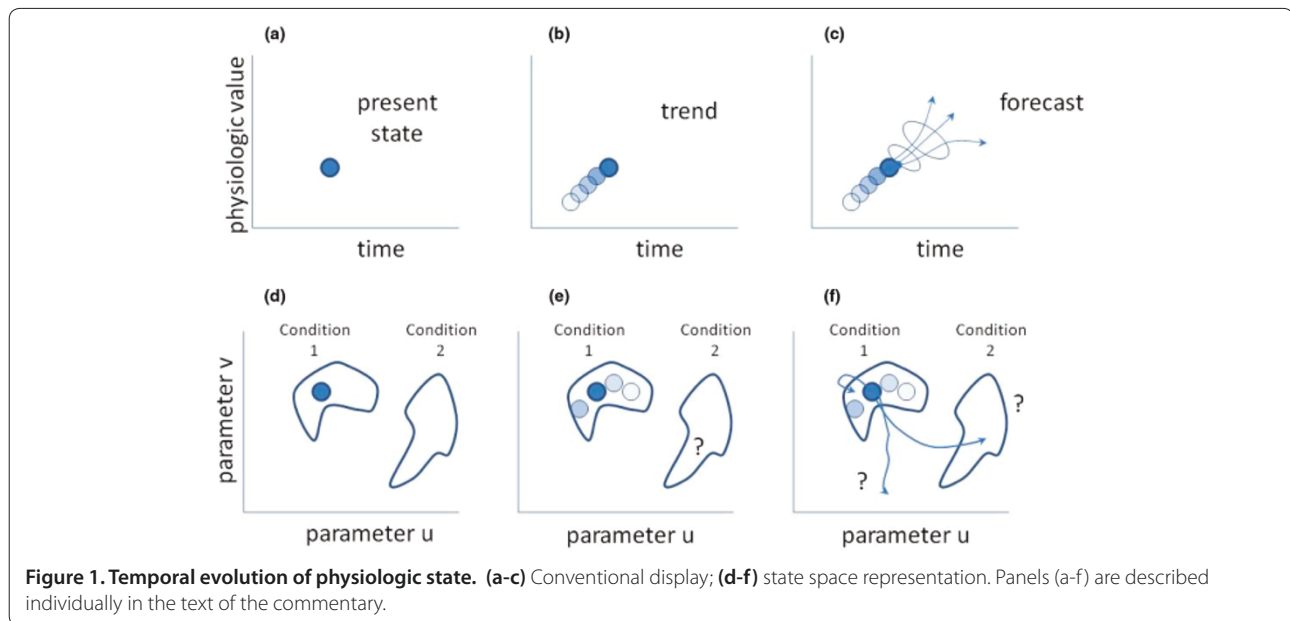 (a)
(b)
(c)
physiologic value
present
state
trend
forecast
time
time
time
(d)
(e)
(f)
parameter v
Condition
1
Condition
2
Condition
1
Condition
2
?
Condition
1
Condition
2
?
?
parameter u
parameter u
parameter u
Figure 1. Temporal evolution of physiologic state. (a-c) Conventional display; (d-f) state space representation. Panels (a-f) are described
individually in the text of the commentary.